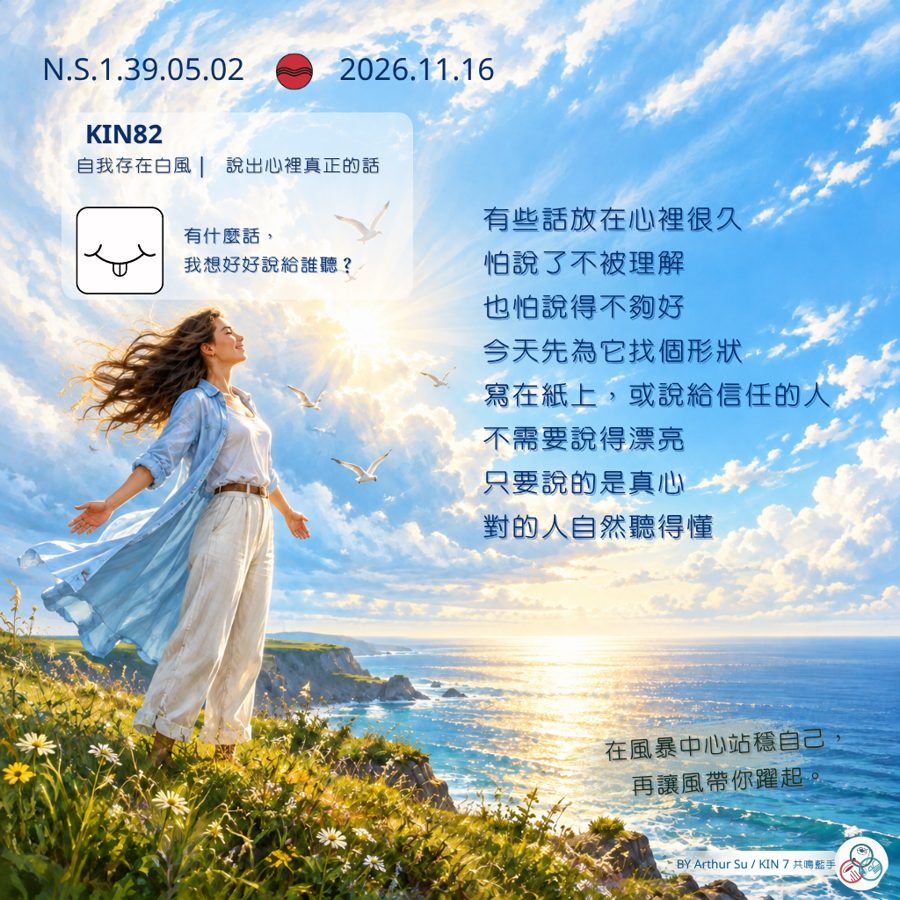 N.S.1.39.05.02
2026.11.16
KIN82
自我存在白風 | 說出心裡真正的話
有什麼話，
我想好好說給誰聽？
有些話放在心裡很久
怕說了不被理解
也怕說得不夠好
今天先為它找個形狀
寫在紙上，或說給信任的人
不需要說得漂亮
只要說的是真心
對的人自然聽得懂
在風暴中心站穩自己，
再讓風帶你躍起。
BY Arthur Su / KIN 7 共鳴藍手